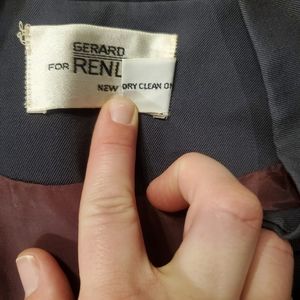 GERARD
FOR RENL
NEW
DRY CLEAN ON